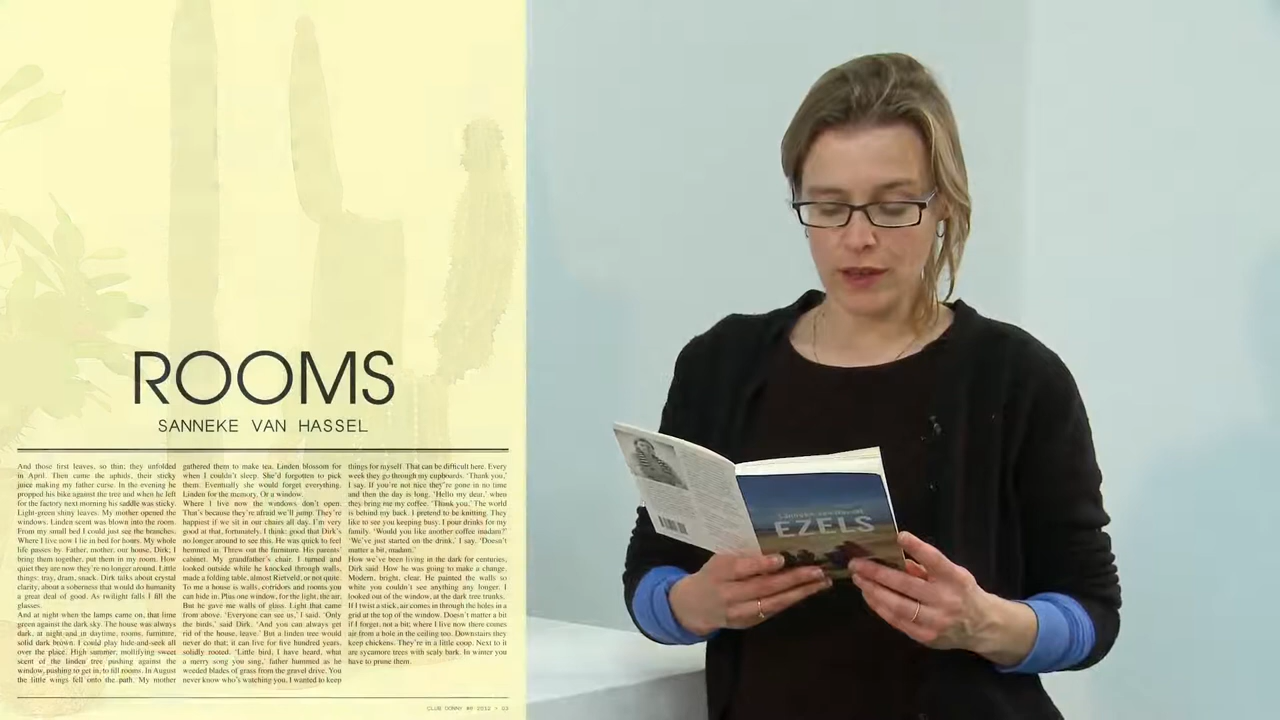 ROOMS
SANNEKE VAN HASSEL
And those first leaves, so thin; they unfolded
in April. Then came the aphids, their sticky
juice making my father curse. In the evening he
propped his bike against the tree and when he left
for the factory next morning his saddle was sticky.
Light-green shiny leaves. My mother opened the
windows. Linden scent was blown into the room.
From my small bed I could just see the branches.
Where I live now I lie in bed for hours. My whole
life passes by. Father, mother, our house, Dirk; I
bring them together, put them in my room. How
quiet they are now they're no longer around. Little
things: tray, dram, snack. Dirk talks about crystal
clarity, about a soberness that would do humanity
a great deal of good. As twilight falls I fill the
glasses.
And at night when the lamps come on, that lime
green against the dark sky. The house was always
dark, at night and in daytime, rooms, furniture,
solid dark brown. I could play hide-and-seek all
over the place. High summer, mollifying sweet
scent of the linden tree pushing against the
window, pushing to get in, to fill rooms. In August
the little wings fell onto the path. My mother
gathered them to make tea. Linden blossom for
when I couldn't sleep. She'd forgotten to pick
them. Eventually she would forget everything.
Linden for the memory. Or a window.
Where I live now the windows don't open.
That's because they're afraid we'll jump. They're
happiest if we sit in our chairs all day. I'm very
good at that, fortunately. I think: good that Dirk's
no longer around to see this. He was quick to feel
hemmed in. Threw out the furniture. His parents'
cabinet. My grandfather's chair. I turned and
looked outside while he knocked through walls,
made a folding table, almost Rietveld, or not quite.
To me a house is walls, corridors and rooms you
can hide in. Plus one window, for the light, the air.
But he gave me walls of glass. Light that came
from above. 'Everyone can see us,' I said. 'Only
the birds,' said Dirk. 'And you can always get
rid of the house, leave.' But a linden tree would
never do that; it can live for five hundred years,
solidly rooted. 'Little bird, I have heard, what
a merry song you sing,' father hummed as he
weeded blades of grass from the gravel drive. You
never know who's watching you. I wanted to keep
things for myself. That can be difficult here. Every
week they go through my cupboards. 'Thank you,'
I say. If you're not nice they're gone in no time
and then the day is long. 'Hello my dear,' when
they bring me my coffee. 'Thank you.' The world
is behind my back. I pretend to be knitting. They
like to see you keeping busy. I pour drinks for my
family. 'Would you like another coffee madam?'
'We've just started on the drink,' I say. 'Doesn't
matter a bit, madam.'
How we've been living in the dark for centuries,
Dirk said. How he was going to make a change.
Modern, bright, clear. He painted the walls so
white you couldn't see anything any longer. I
looked out of the window, at the dark tree trunks.
If I twist a stick, air comes in through the holes in a
grid at the top of the window. Doesn't matter a bit
if I forget, not a bit; where I live now there comes
air from a hole in the ceiling too. Downstairs they
keep chickens. They're in a little coop. Next to it
are sycamore trees with scaly bark. In winter you
have to prune them.
CLUB DONNY #8 2012 • 03
Sanneke van Hassel
EZELS